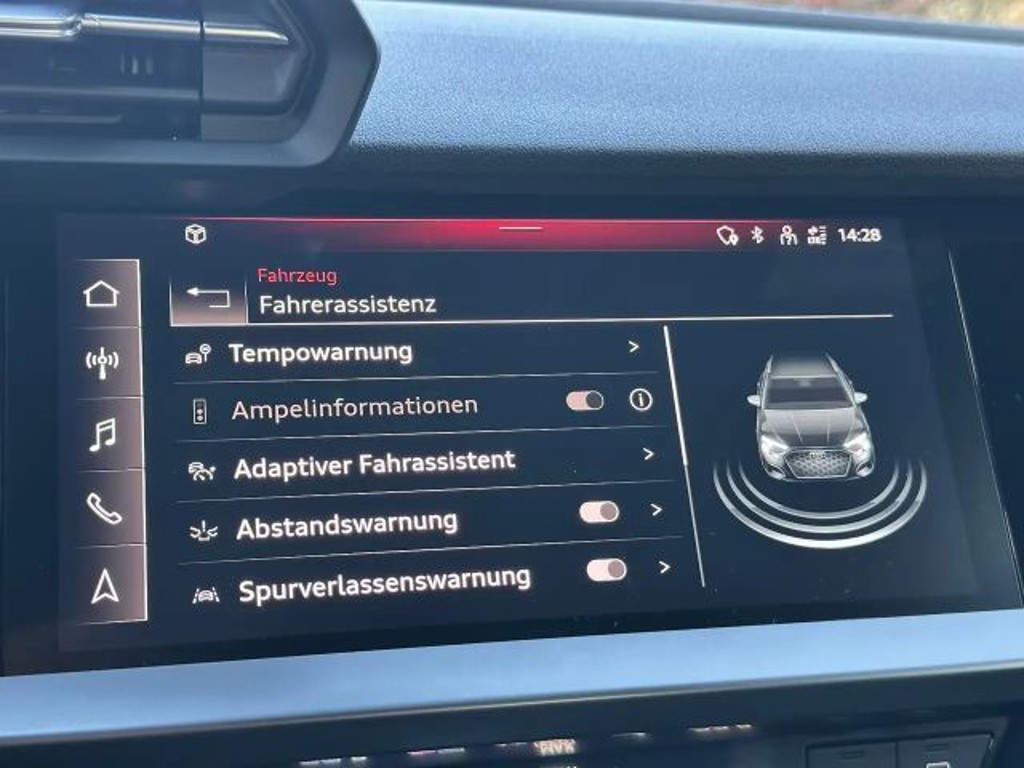 14:28
Fahrzeug
Fahrerassistenz
Tempowarnung
Ampelinformationen
Adaptiver Fahrassistent
Abstandswarnung
Spurverlassenswarnung